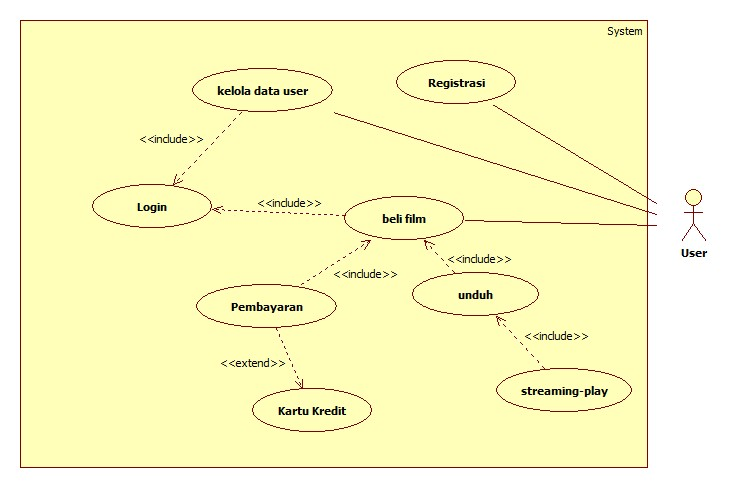 System
kelola data user
Registrasi
<<include>>
Login
<<include>>
beli film
User
<<include>>
<<include>>
Pembayaran
unduh
<<include>>
<<extend>>
streaming-play
Kartu Kredit